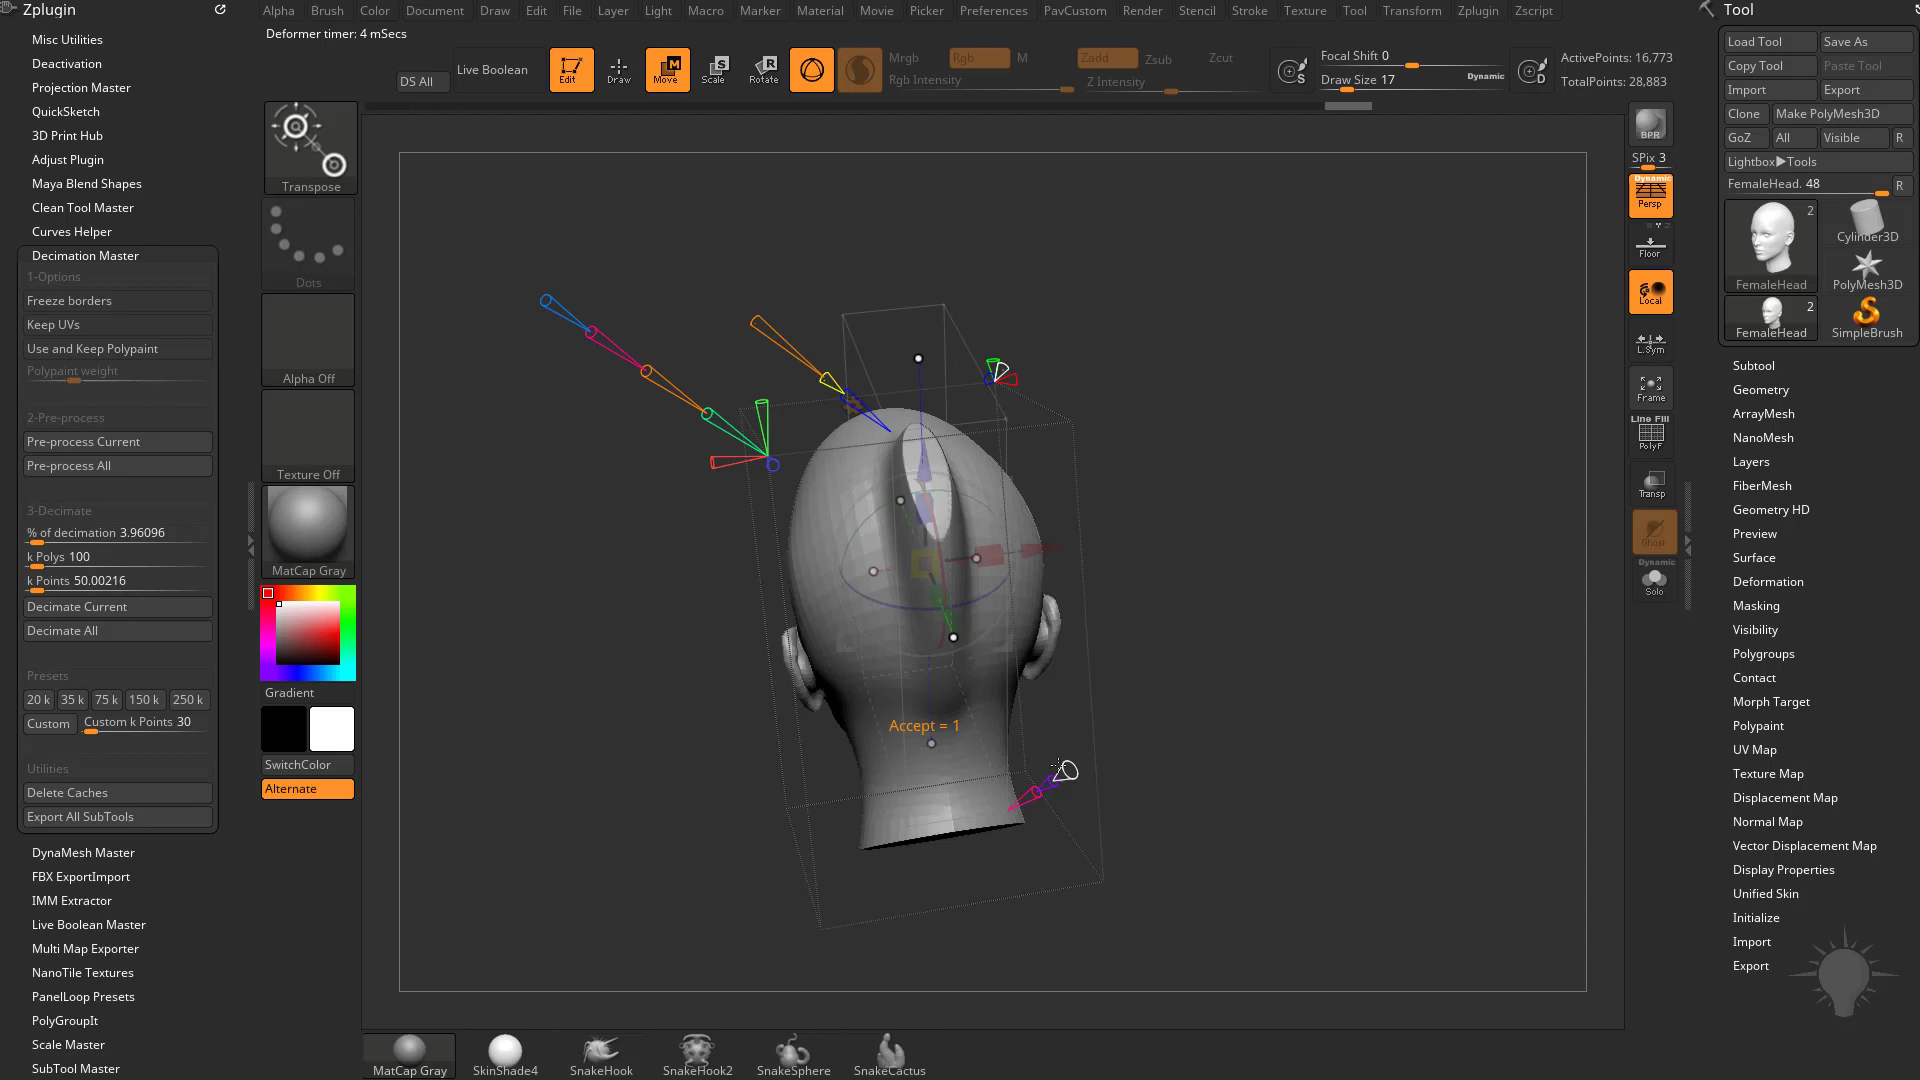 Zplugin
Alpha Brush Color Document Draw Edit File Layer Light Macro Marker Material Movie Picker Preferences PavCustom Render Stencil Stroke Texture Tool Transform Zplugin Zscript
Tool
Deformer timer: 4 mSecs
Misc Utilities
Deactivation
Projection Master
QuickSketch
3D Print Hub
Adjust Plugin
Maya Blend Shapes
Clean Tool Master
Curves Helper
Decimation Master
1-Options
Freeze borders
Keep UVs
Use and Keep Polypaint
Polypaint weight
2-Pre-process
Pre-process Current
Pre-process All
3-Decimate
% of decimation 3.96096
k Polys 100
k Points 50.00216
Decimate Current
Decimate All
Presets
20 k 35 k 75 k 150 k 250 k
Custom Custom k Points 30
Utilities
Delete Caches
Export All SubTools
DynaMesh Master
FBX ExportImport
IMM Extractor
Live Boolean Master
Multi Map Exporter
NanoTile Textures
PanelLoop Presets
PolyGroupIt
Scale Master
SubTool Master
DS All
Live Boolean
Edit
Draw
M
Move
S
Scale
R
Rotate
Mrgb Rgb M
Rgb Intensity
Zadd Zsub Zcut
Z Intensity
S
Focal Shift 0
Draw Size 17
Dynamic
D
ActivePoints: 16,773
TotalPoints: 28,883
Transpose
Dots
Alpha Off
Texture Off
MatCap Gray
Gradient
SwitchColor
Alternate
Accept = 1
MatCap Gray
SkinShade4
SnakeHook
SnakeHook2
SnakeSphere
SnakeCactus
BPR
SPix 3
Dynamic
Persp
Floor
Local
L.Sym
Frame
Line Fill
PolyF
Transp
Ghost
Dynamic
Solo
Load Tool Save As
Copy Tool Paste Tool
Import Export
Clone Make PolyMesh3D
GoZ All Visible R
Lightbox▶Tools
FemaleHead. 48 R
2
FemaleHead
Cylinder3D
PolyMesh3D
2
FemaleHead
SimpleBrush
Subtool
Geometry
ArrayMesh
NanoMesh
Layers
FiberMesh
Geometry HD
Preview
Surface
Deformation
Masking
Visibility
Polygroups
Contact
Morph Target
Polypaint
UV Map
Texture Map
Displacement Map
Normal Map
Vector Displacement Map
Display Properties
Unified Skin
Initialize
Import
Export